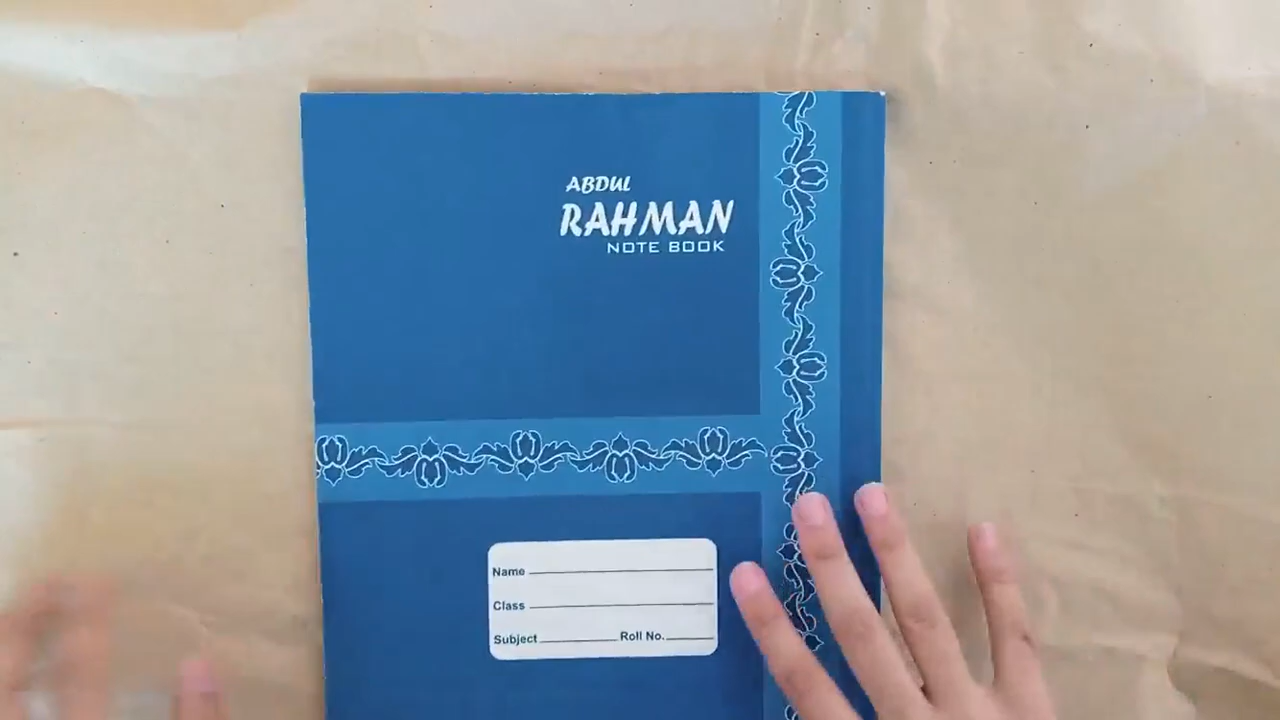 ABDUL
RAHMAN
NOTE BOOK
Name
Class
Subject Roll No.